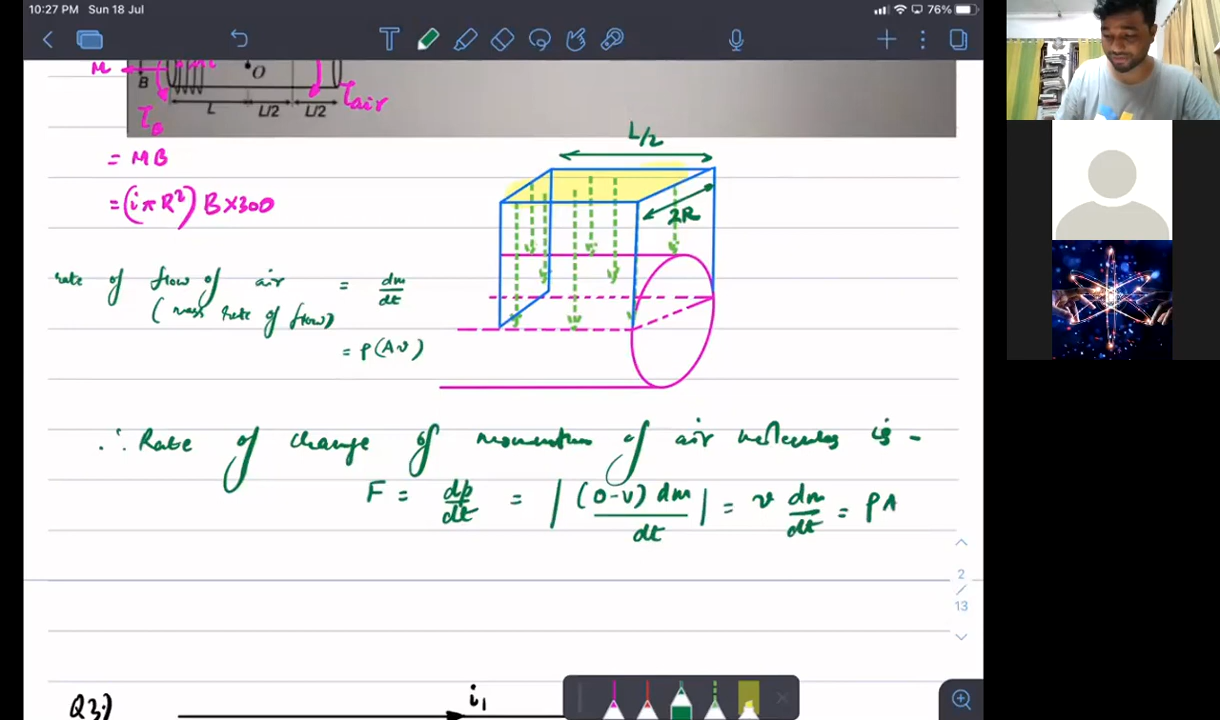 10:27 PM Sun 18 Jul
76%
M
B
O
L
L/2
L/2
τair
τB
= MB
= (iπR²) B×300
L/2
2R
rate of flow of air = dm/dt
(mass rate of flow)
= ρ(Av)
∴ Rate of change of momentum of air molecules is -
F = dp/dt = |(0-v) dm/dt| = v dm/dt = ρA
2
/
13
Q3)
i₁